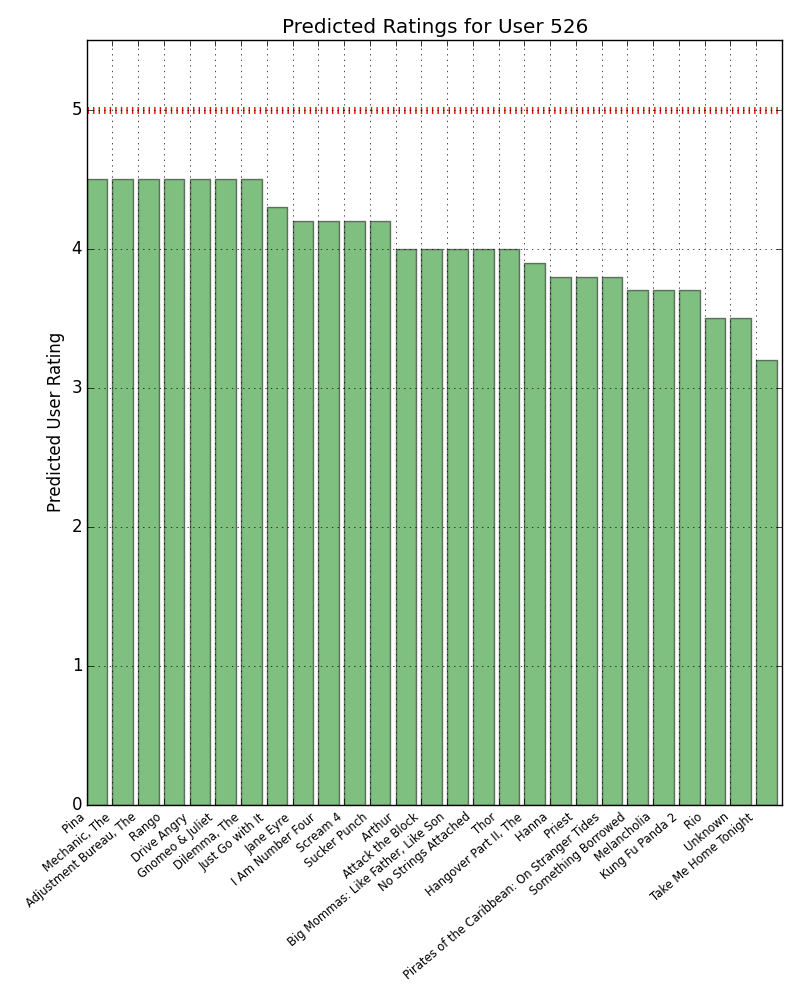 Predicted Ratings for User 526
Predicted User Rating
5
4
3
2
1
0
Pina
Mechanic, The
Adjustment Bureau, The
Rango
Drive Angry
Gnomeo & Juliet
Dilemma, The
Just Go with It
Jane Eyre
I Am Number Four
Scream 4
Sucker Punch
Arthur
Attack the Block
Big Mommas: Like Father, Like Son
No Strings Attached
Thor
Hangover Part II, The
Hanna
Priest
Pirates of the Caribbean: On Stranger Tides
Something Borrowed
Melancholia
Kung Fu Panda 2
Rio
Unknown
Take Me Home Tonight